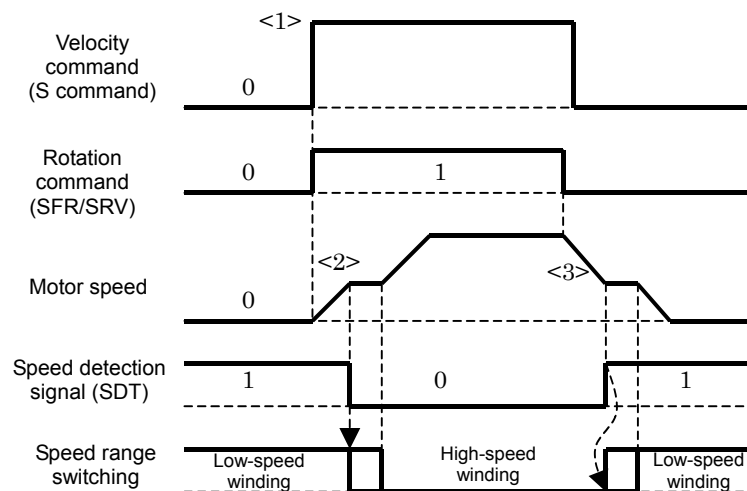 <1>
Velocity
command
(S command)
0
Rotation
command
(SFR/SRV)
0
1
Motor speed
0
<2>
<3>
Speed detection
signal (SDT)
1
0
1
Speed range
switching
Low-speed
winding
High-speed
winding
Low-speed
winding